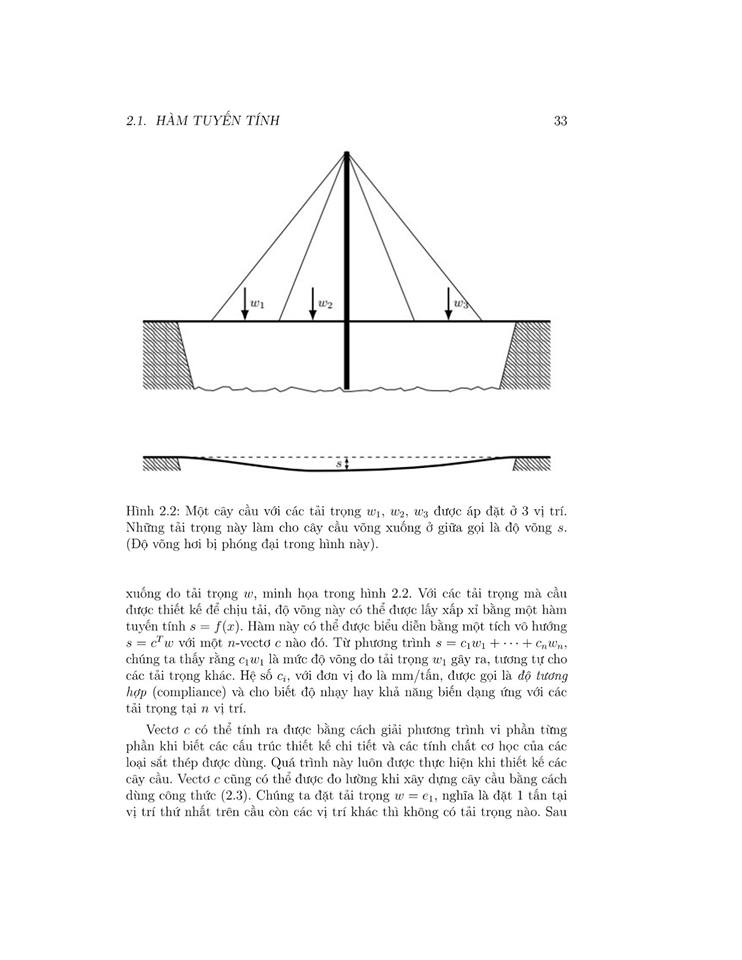 2.1. HÀM TUYẾN TÍNH 33
w₁ w₂ w₃
s
Hình 2.2: Một cây cầu với các tải trọng w₁, w₂, w₃ được áp đặt ở 3 vị trí.
Những tải trọng này làm cho cây cầu võng xuống ở giữa gọi là độ võng s.
(Độ võng hơi bị phóng đại trong hình này).
xuống do tải trọng w, minh họa trong hình 2.2. Với các tải trọng mà cầu
được thiết kế để chịu tải, độ võng này có thể được lấy xấp xỉ bằng một hàm
tuyến tính s = f(x). Hàm này có thể được biểu diễn bằng một tích vô hướng
s = cᵀw với một n-vectơ c nào đó. Từ phương trình s = c₁w₁ + ··· + cₙwₙ,
chúng ta thấy rằng c₁w₁ là mức độ võng do tải trọng w₁ gây ra, tương tự cho
các tải trọng khác. Hệ số cᵢ, với đơn vị đo là mm/tấn, được gọi là độ tương
hợp (compliance) và cho biết độ nhạy hay khả năng biến dạng ứng với các
tải trọng tại n vị trí.
Vectơ c có thể tính ra được bằng cách giải phương trình vi phân từng
phần khi biết các cấu trúc thiết kế chi tiết và các tính chất cơ học của các
loại sắt thép được dùng. Quá trình này luôn được thực hiện khi thiết kế các
cây cầu. Vectơ c cũng có thể được đo lường khi xây dựng cây cầu bằng cách
dùng công thức (2.3). Chúng ta đặt tải trọng w = e₁, nghĩa là đặt 1 tấn tại
vị trí thứ nhất trên cầu còn các vị trí khác thì không có tải trọng nào. Sau